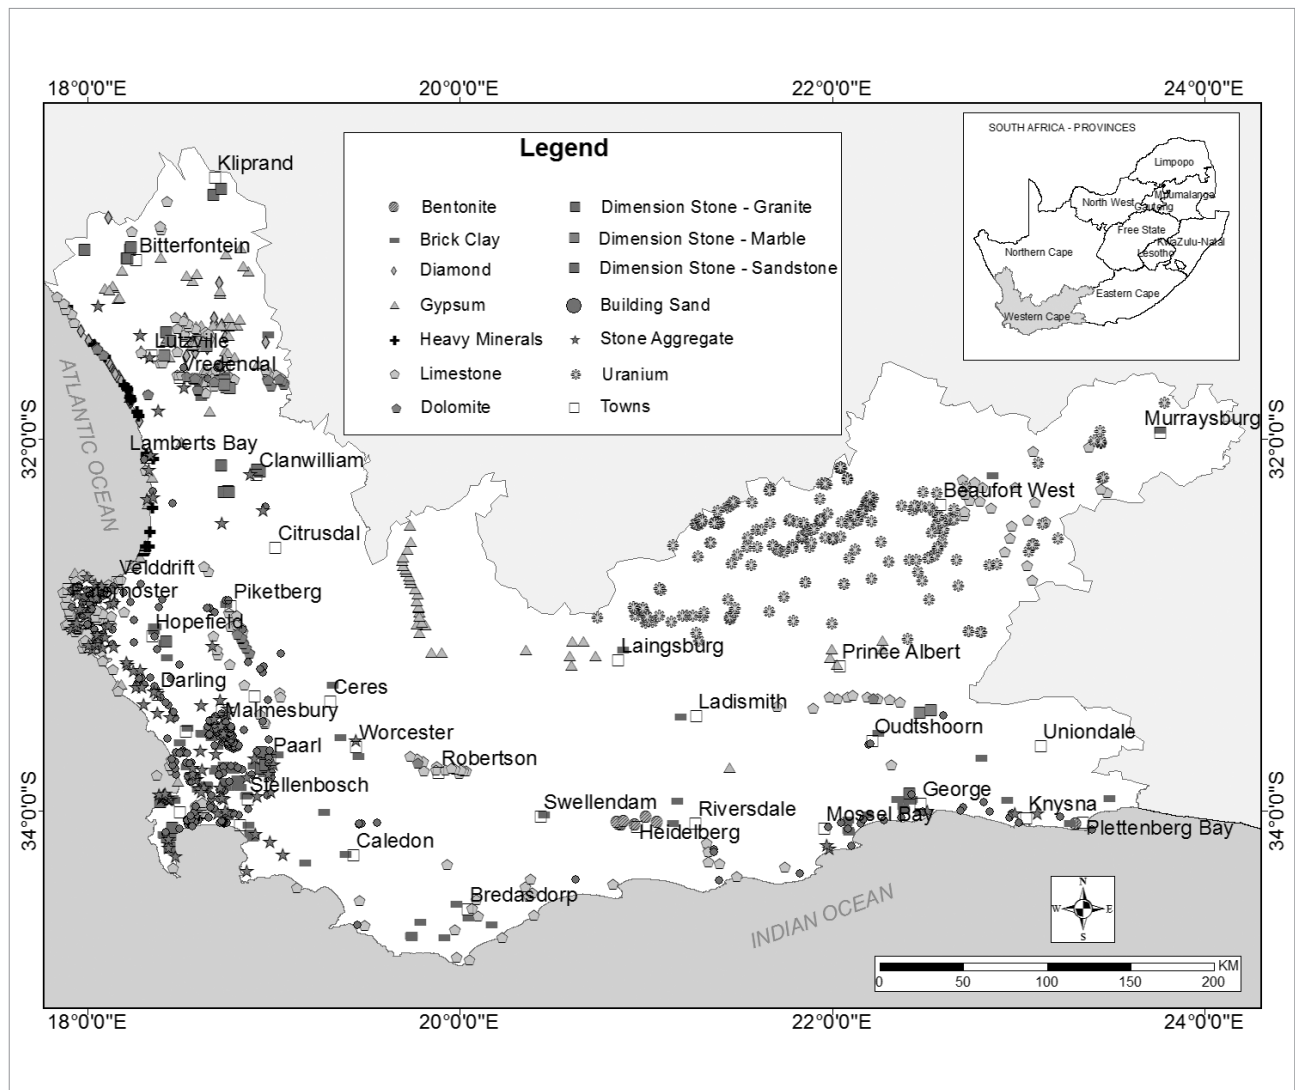 18°0'0"E 20°0'0"E 22°0'0"E 24°0'0"E
Legend
Bentonite
Brick Clay
Diamond
Gypsum
Heavy Minerals
Limestone
Dolomite
Dimension Stone - Granite
Dimension Stone - Marble
Dimension Stone - Sandstone
Building Sand
Stone Aggregate
Uranium
Towns
SOUTH AFRICA - PROVINCES
Limpopo
North West
Mpumalanga
Gauteng
Free State
KwaZulu-Natal
Lesotho
Northern Cape
Eastern Cape
Western Cape
Kliprand
Bitterfontein
Lutzville
Vredendal
ATLANTIC OCEAN
Lamberts Bay
Clanwilliam
Citrusdal
Velddrift
Paternoster
Piketberg
Hopefield
Darling
Malmesbury
Ceres
Worcester
Paarl
Robertson
Stellenbosch
Caledon
Swellendam
Heidelberg
Riversdale
Bredasdorp
Laingsburg
Ladismith
Prince Albert
Beaufort West
Murraysburg
Oudtshoorn
Uniondale
George
Mossel Bay
Knysna
Plettenberg Bay
INDIAN OCEAN
32°0'0"S
34°0'0"S
32°0'0"S
34°0'0"S
N
W E
S
KM
0 50 100 150 200
18°0'0"E 20°0'0"E 22°0'0"E 24°0'0"E